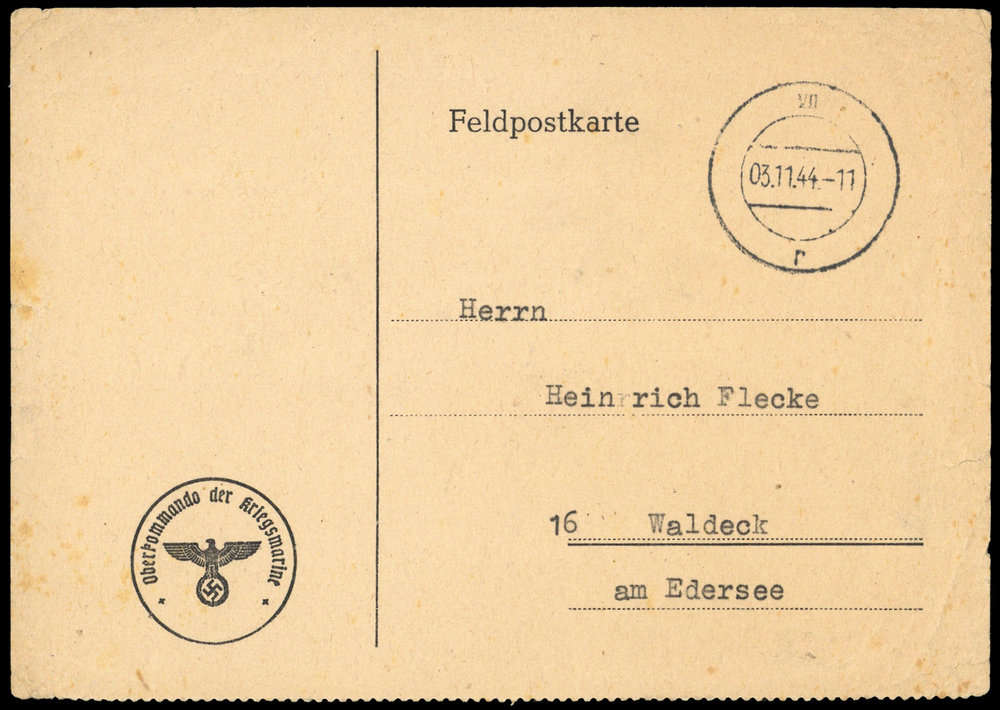 Feldpostkarte
03.11.44.-11
r
Herrn
Heinrich Flecke
16 Waldeck
am Edersee
Oberkommando der Kriegsmarine